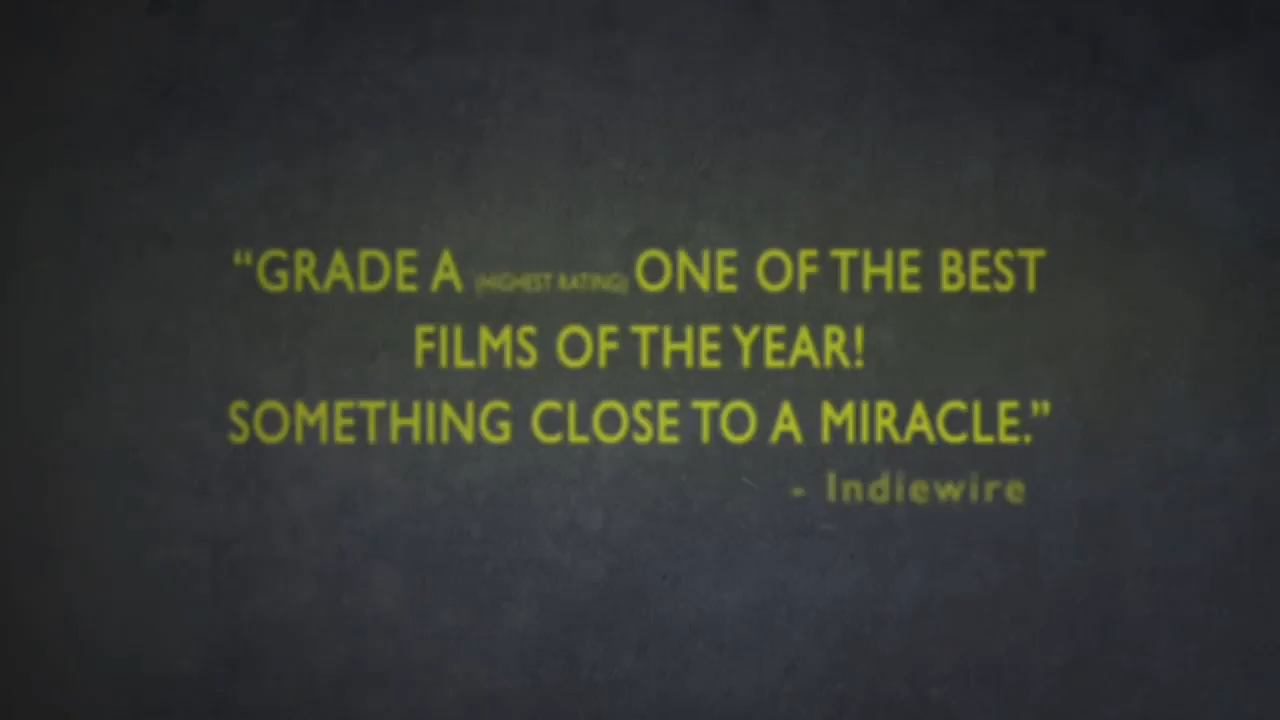 “GRADE A (HIGHEST RATING) ONE OF THE BEST
FILMS OF THE YEAR!
SOMETHING CLOSE TO A MIRACLE.”
- Indiewire